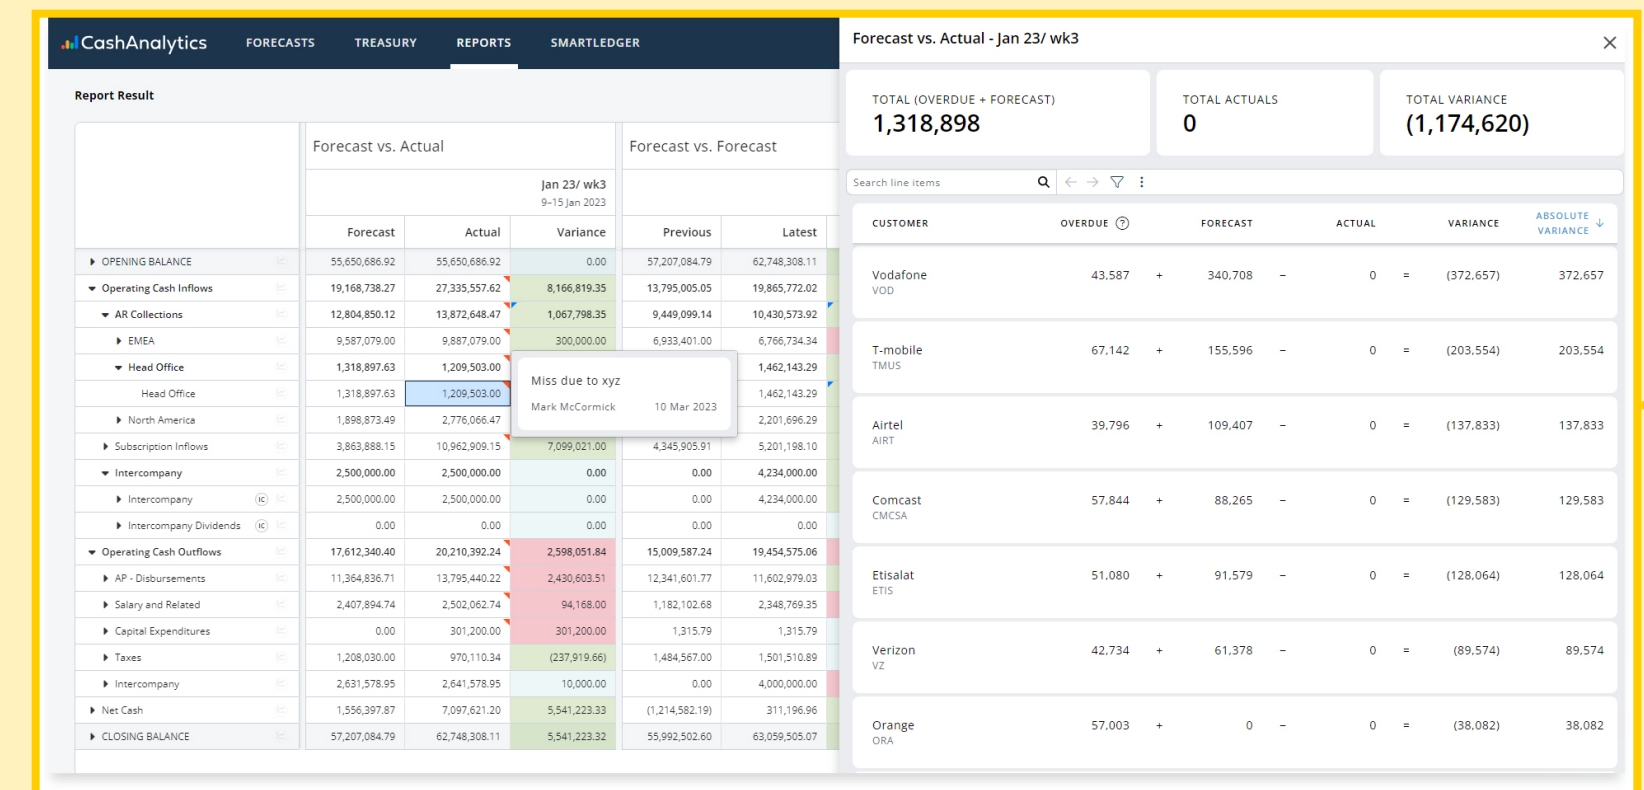 CashAnalytics FORECASTS TREASURY REPORTS SMARTLEDGER
Report Result
Forecast vs. Actual Forecast vs. Forecast
Jan 23/ wk3
9–15 Jan 2023
Forecast Actual Variance Previous Latest
OPENING BALANCE 55,650,686.92 55,650,686.92 0.00 57,207,084.79 62,748,308.11
Operating Cash Inflows 19,168,738.27 27,335,557.62 8,166,819.35 13,795,005.05 19,865,772.02
AR Collections 12,804,850.12 13,872,648.47 1,067,798.35 9,449,099.14 10,430,573.92
EMEA 9,587,079.00 9,887,079.00 300,000.00 6,933,401.00 6,766,734.34
Head Office 1,318,897.63 1,209,503.00 1,462,143.29
Head Office 1,318,897.63 1,209,503.00 1,462,143.29
North America 1,898,873.49 2,776,066.47 2,201,696.29
Subscription Inflows 3,863,888.15 10,962,909.15 7,099,021.00 4,345,905.91 5,201,198.10
Intercompany 2,500,000.00 2,500,000.00 0.00 0.00 4,234,000.00
Intercompany IC 2,500,000.00 2,500,000.00 0.00 0.00 4,234,000.00
Intercompany Dividends IC 0.00 0.00 0.00 0.00 0.00
Operating Cash Outflows 17,612,340.40 20,210,392.24 2,598,051.84 15,009,587.24 19,454,575.06
AP - Disbursements 11,364,836.71 13,795,440.22 2,430,603.51 12,341,601.77 11,602,979.03
Salary and Related 2,407,894.74 2,502,062.74 94,168.00 1,182,102.68 2,348,769.35
Capital Expenditures 0.00 301,200.00 301,200.00 1,315.79 1,315.79
Taxes 1,208,030.00 970,110.34 (237,919.66) 1,484,567.00 1,501,510.89
Intercompany 2,631,578.95 2,641,578.95 10,000.00 0.00 4,000,000.00
Net Cash 1,556,397.87 7,097,621.20 5,541,223.33 (1,214,582.19) 311,196.96
CLOSING BALANCE 57,207,084.79 62,748,308.11 5,541,223.32 55,992,502.60 63,059,505.07
Miss due to xyz
Mark McCormick 10 Mar 2023
Forecast vs. Actual - Jan 23/ wk3
TOTAL (OVERDUE + FORECAST) TOTAL ACTUALS TOTAL VARIANCE
1,318,898 0 (1,174,620)
Search line items
CUSTOMER OVERDUE ? FORECAST ACTUAL VARIANCE ABSOLUTE VARIANCE ↓
Vodafone 43,587 + 340,708 – 0 = (372,657) 372,657
VOD
T-mobile 67,142 + 155,596 – 0 = (203,554) 203,554
TMUS
Airtel 39,796 + 109,407 – 0 = (137,833) 137,833
AIRT
Comcast 57,844 + 88,265 – 0 = (129,583) 129,583
CMCSA
Etisalat 51,080 + 91,579 – 0 = (128,064) 128,064
ETIS
Verizon 42,734 + 61,378 – 0 = (89,574) 89,574
VZ
Orange 57,003 + 0 – 0 = (38,082) 38,082
ORA